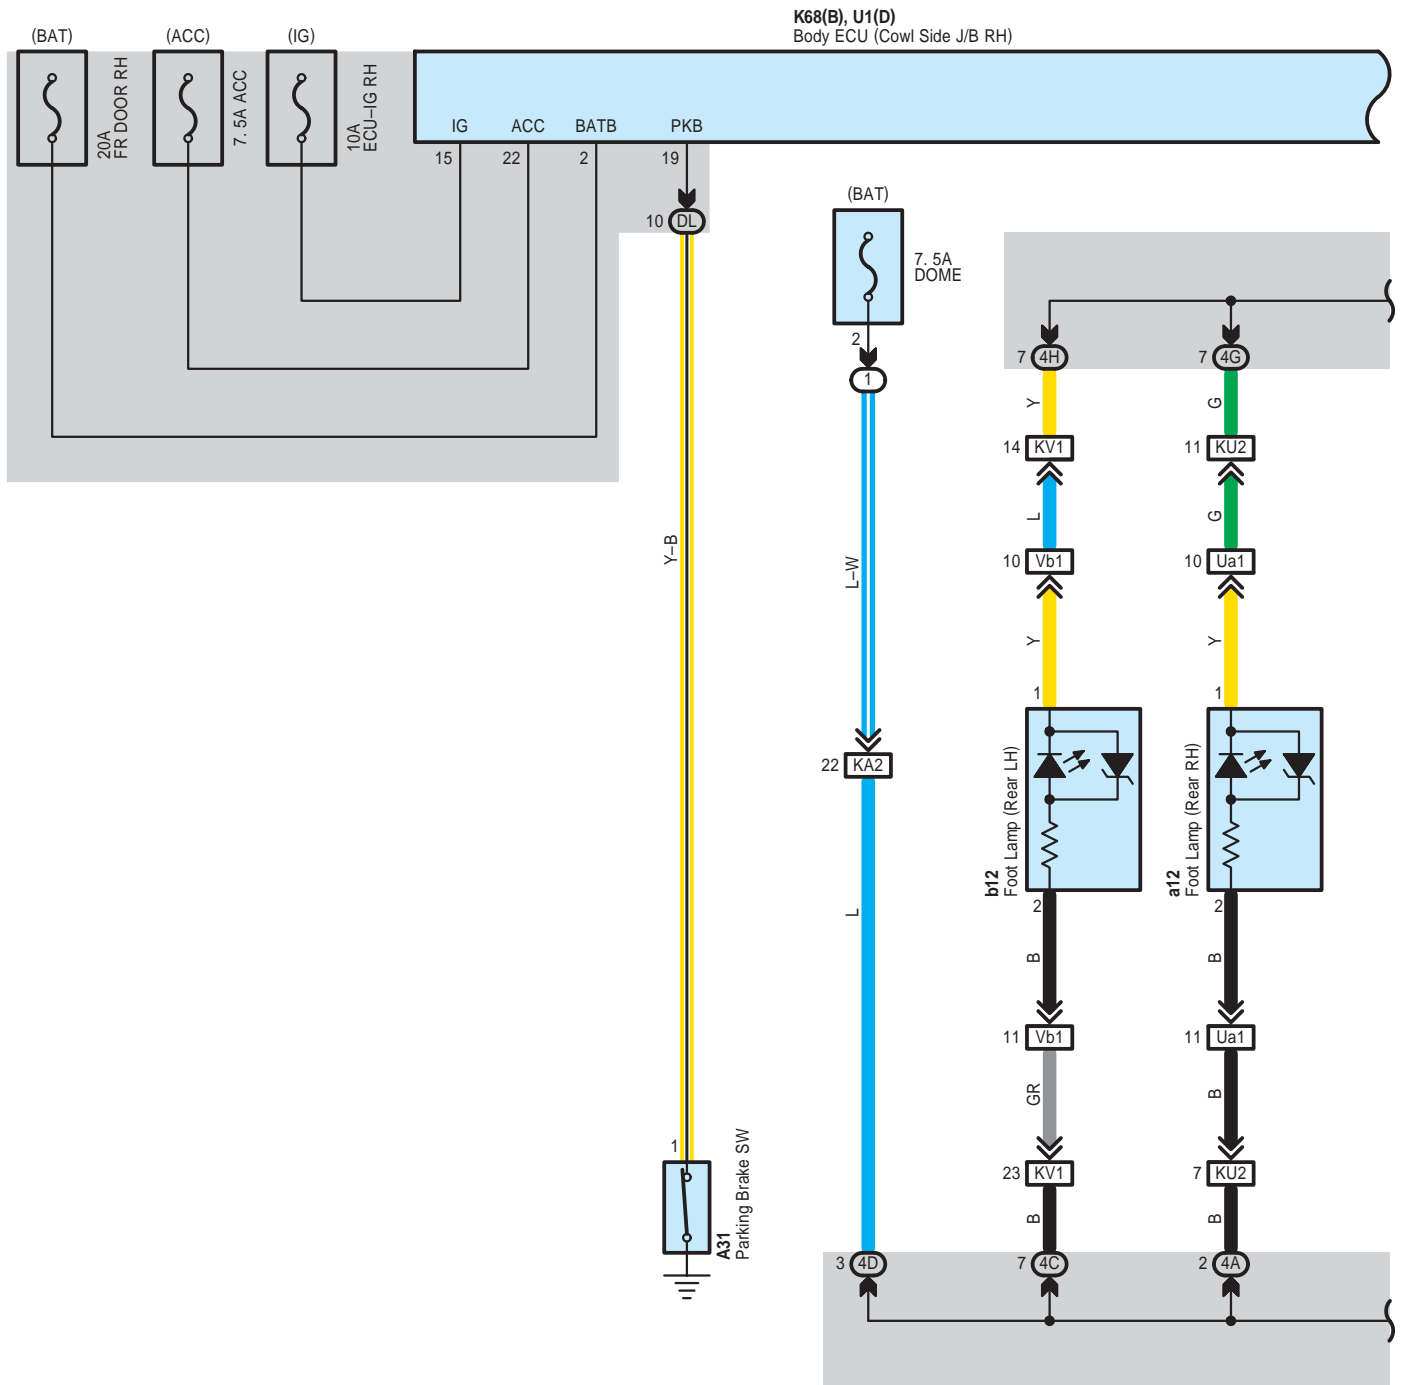 K68(B), U1(D)
Body ECU (Cowl Side J/B RH)
(BAT)
(ACC)
(IG)
20A
FR DOOR RH
7. 5A ACC
10A
ECU–IG RH
IG
ACC
BATB
PKB
15
22
2
19
10
DL
(BAT)
7. 5A
DOME
2
1
7
4H
7
4G
Y
G
14
KV1
11
KU2
L
G
Y–B
L–W
10
Vb1
10
Ua1
Y
Y
1
1
22
KA2
b12
Foot Lamp (Rear LH)
a12
Foot Lamp (Rear RH)
L
2
2
B
B
11
Vb1
11
Ua1
GR
B
1
A31
Parking Brake SW
23
KV1
7
KU2
B
B
3
4D
7
4C
2
4A